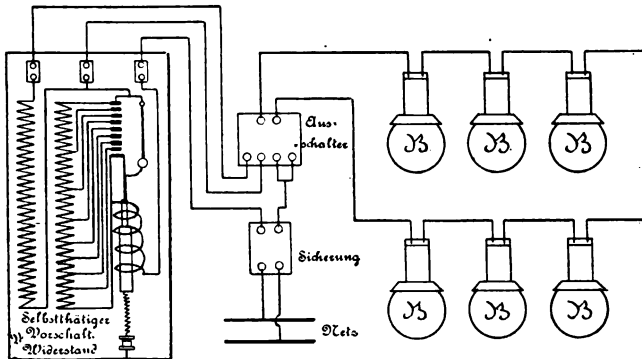 Aus-
schalter
B.
B.
B.
Sicherung
B
B
B
Netz
Selbstthätiger
Vorschalt.
Widerstand